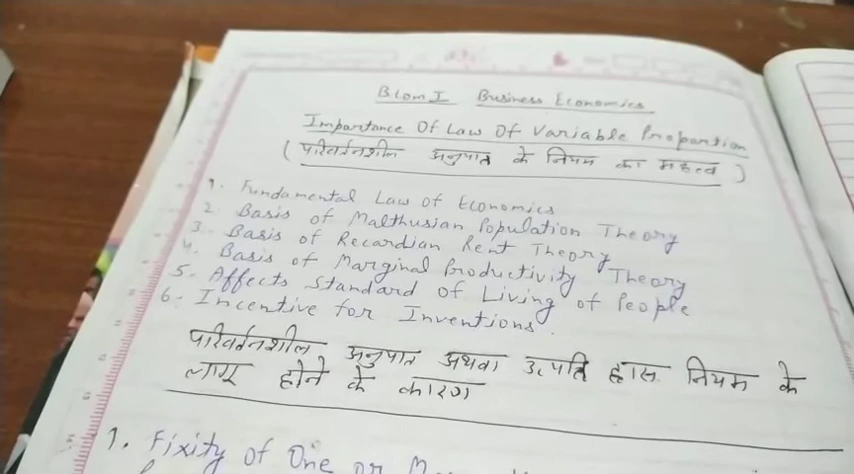 BComI Business Economics
Importance Of Law Of Variable Proportion
(परिवर्तनशील अनुपात के नियम का महत्व)
1. Fundamental Law of Economics
2. Basis of Malthusian Population Theory
3. Basis of Recardian Rent Theory
4. Basis of Marginal Productivity Theory
5. Affects Standard of Living of People
6. Incentive for Inventions.
परिवर्तनशील अनुपात अथवा उत्पति ह्रास नियम के
लागू होने के कारण
1. Fixity of One or